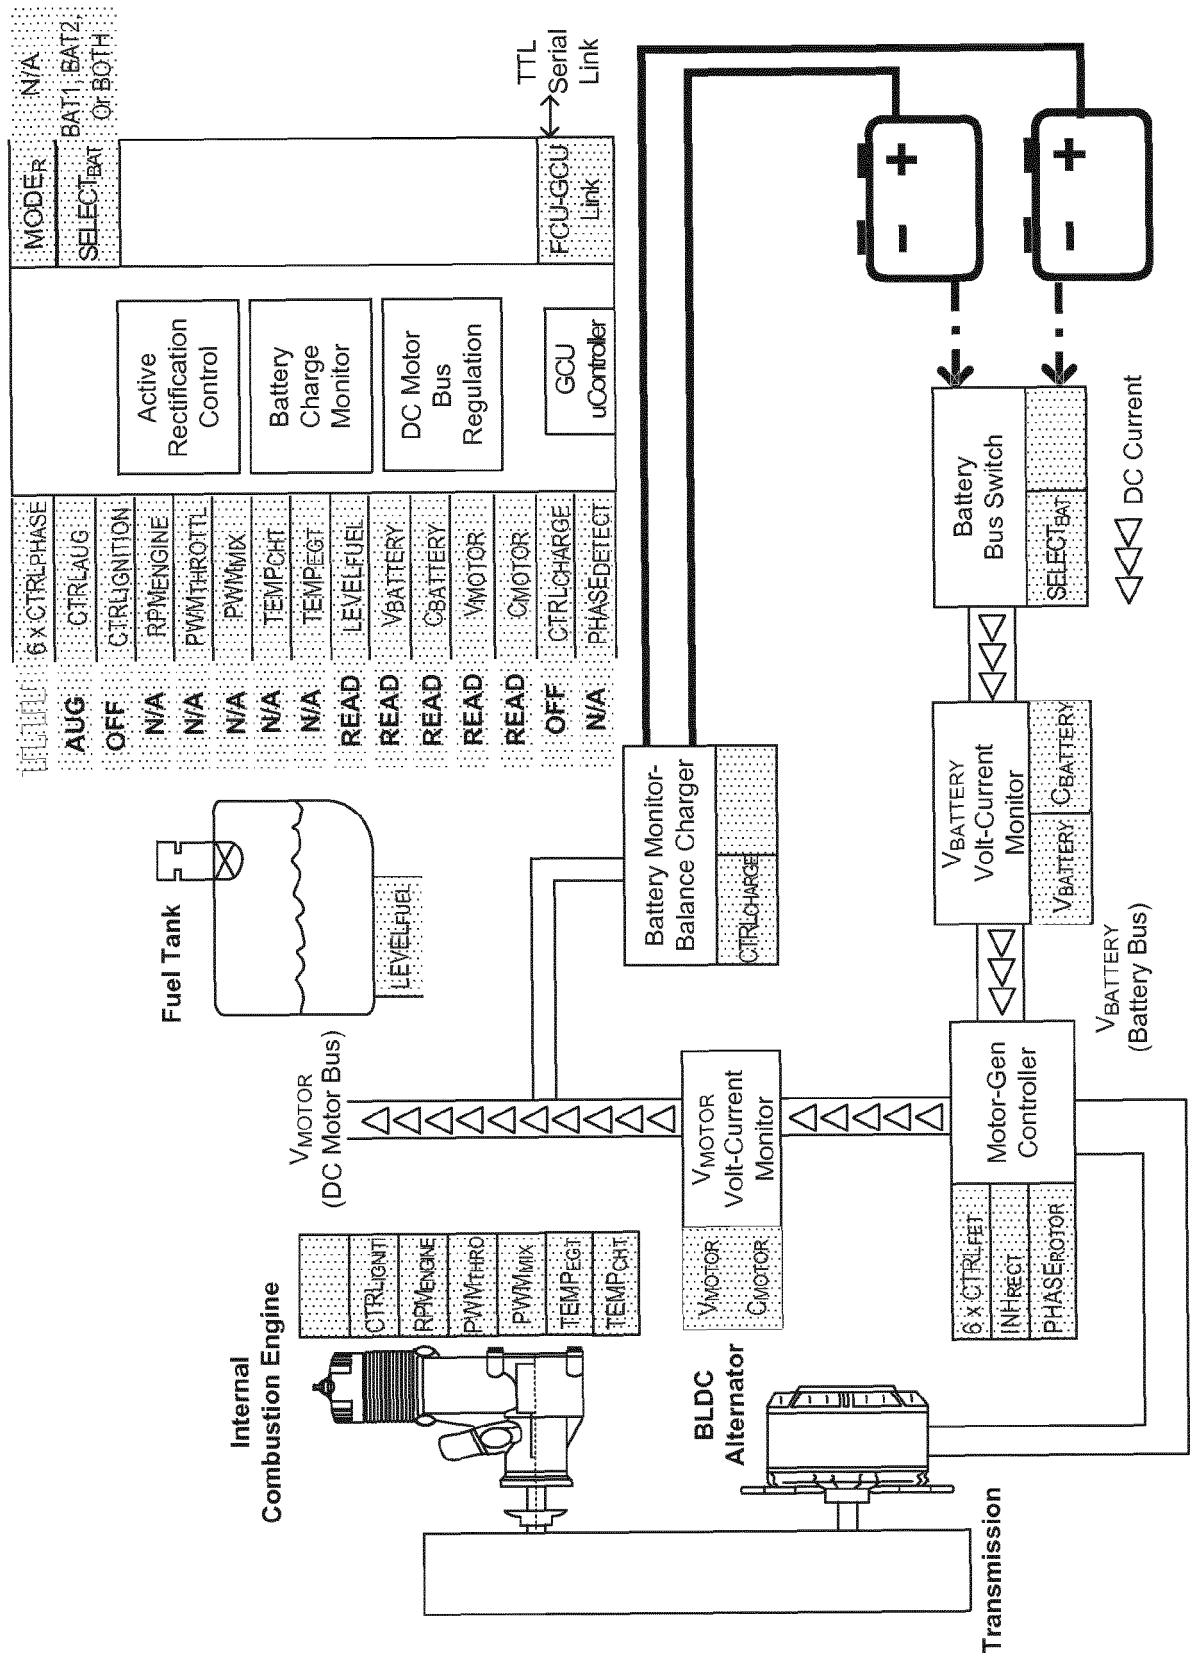 MODER N/A
SELECTBAT BAT1, BAT2,
Or BOTH
6 x CTRLPHASE
AUG CTRLAUG
OFF CTRLIGNITION
N/A RPMENGINE
N/A PWMTHROTTL
N/A PWMMIX
N/A TEMPCHT
N/A TEMPEGT
READ LEVELFUEL
READ VBATTERY
READ CBATTERY
READ VMOTOR
READ CMOTOR
OFF CTRLCHARGE
N/A PHASEDETECT
Active
Rectification
Control
Battery
Charge
Monitor
DC Motor
Bus
Regulation
GCU
uController
FCU-GCU
Link
TTL
Serial
Link
Fuel Tank
LEVELFUEL
VMOTOR
(DC Motor Bus)
Battery Monitor-
Balance Charger
CTRLCHARGE
Internal
Combustion Engine
CTRLIGNIT
RPMENGINE
PWMTHRO
PWMMIX
TEMPEGT
TEMPCHT
VMOTOR
Volt-Current
Monitor
VMOTOR
CMOTOR
BLDC
Alternator
Transmission
Motor-Gen
Controller
6 x CTRLFET
INHRECT
PHASEROTOR
VBATTERY
(Battery Bus)
VBATTERY
Volt-Current
Monitor
VBATTERY CBATTERY
Battery
Bus Switch
SELECTBAT
- +
- +
DC Current